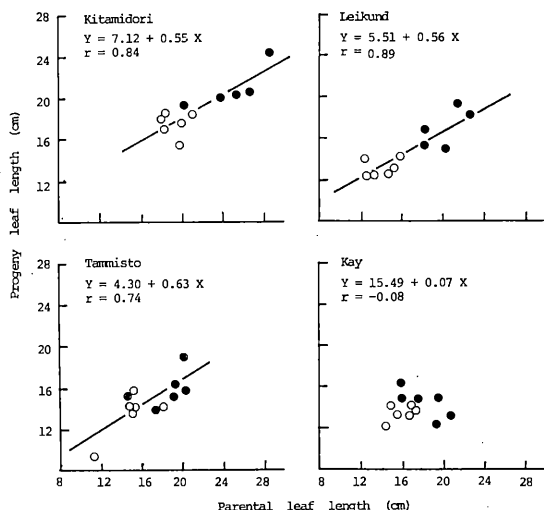 28
Kitamidori
Y = 7.12 + 0.55 X
r = 0.84
24
20
16
12
Leikund
Y = 5.51 + 0.56 X
r = 0.89
Progeny leaf length (cm)
28
Tammisto
Y = 4.30 + 0.63 X
r = 0.74
24
20
16
12
8 12 16 20 24 28
Kay
Y = 15.49 + 0.07 X
r = -0.08
8 12 16 20 24 28
Parental leaf length (cm)